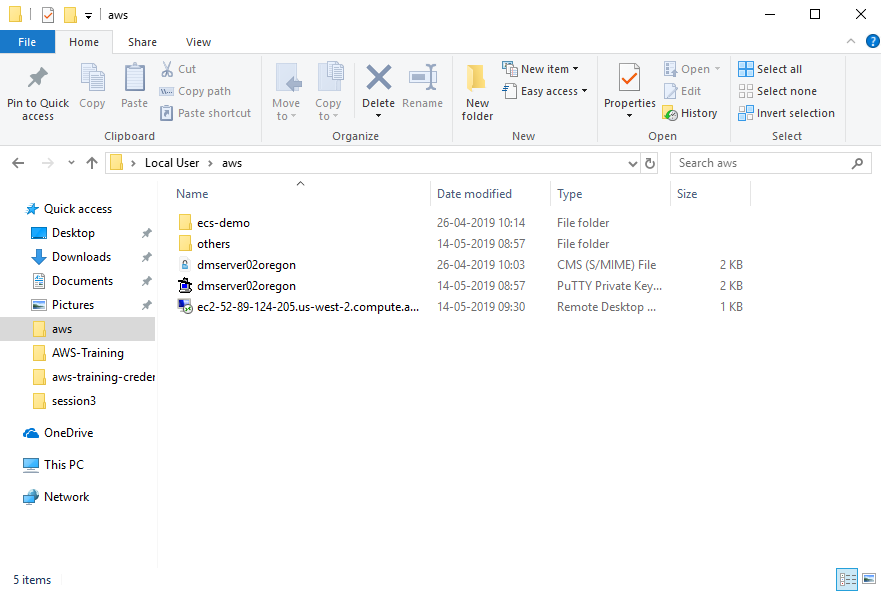 aws
File Home Share View
Pin to Quick access
Copy
Paste
Cut
Copy path
Paste shortcut
Clipboard
Move to
Copy to
Delete
Rename
Organize
New folder
New item
Easy access
New
Properties
Open
Edit
History
Open
Select all
Select none
Invert selection
Select
Local User aws
Search aws
Quick access
Desktop
Downloads
Documents
Pictures
aws
AWS-Training
aws-training-creder
session3
OneDrive
This PC
Network
Name Date modified Type Size
ecs-demo 26-04-2019 10:14 File folder
others 14-05-2019 08:57 File folder
dmserver02oregon 26-04-2019 10:03 CMS (S/MIME) File 2 KB
dmserver02oregon 14-05-2019 08:57 PuTTY Private Key... 2 KB
ec2-52-89-124-205.us-west-2.compute.a... 14-05-2019 09:30 Remote Desktop ... 1 KB
5 items